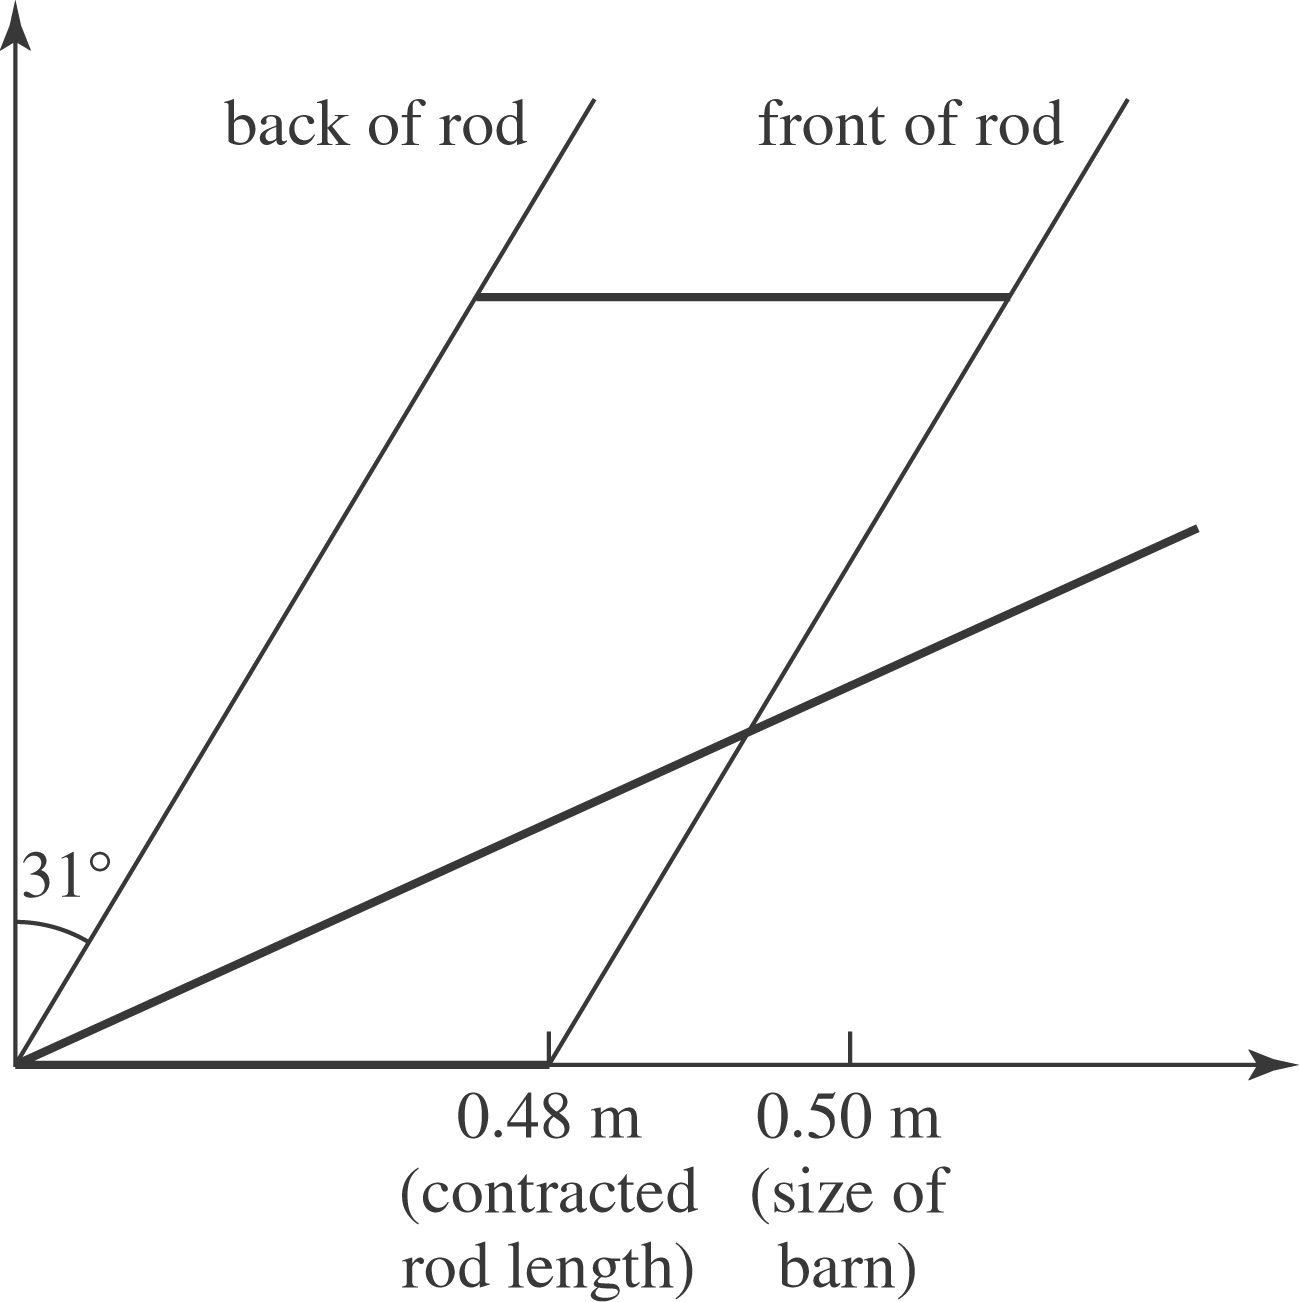 back of rod
front of rod
31°
0.48 m
(contracted
rod length)
0.50 m
(size of
barn)